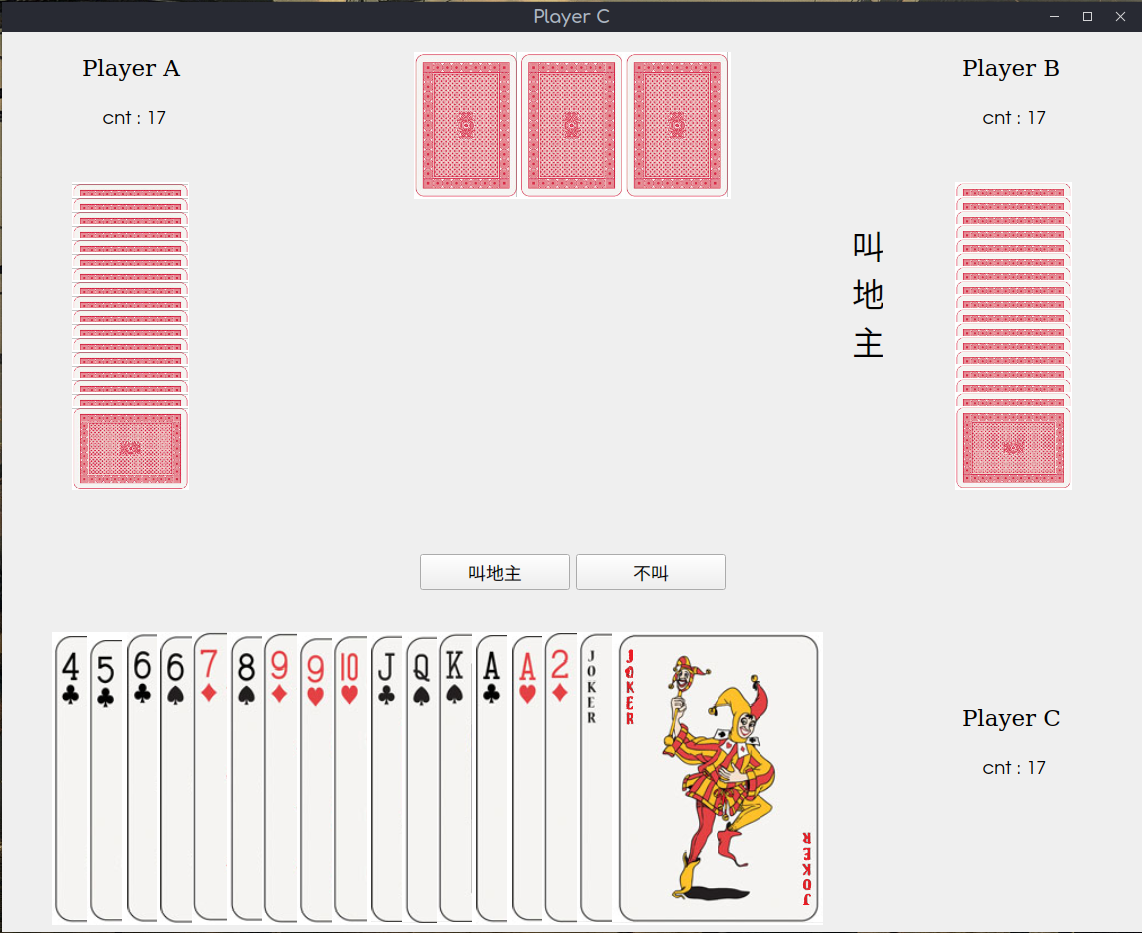 Player C
Player A
Player B
cnt : 17
cnt : 17
叫
地
主
叫地主
不叫
4
5
6
6
7
8
9
9
10
J
Q
K
A
A
2
JOKER
JOKER
JOKER
Player C
cnt : 17